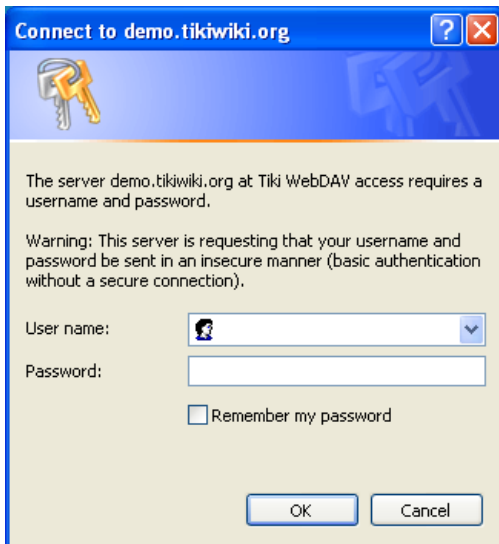 Connect to demo.tikiwiki.org
The server demo.tikiwiki.org at Tiki WebDAV access requires a
username and password.
Warning: This server is requesting that your username and
password be sent in an insecure manner (basic authentication
without a secure connection).
User name:
Password:
Remember my password
OK Cancel